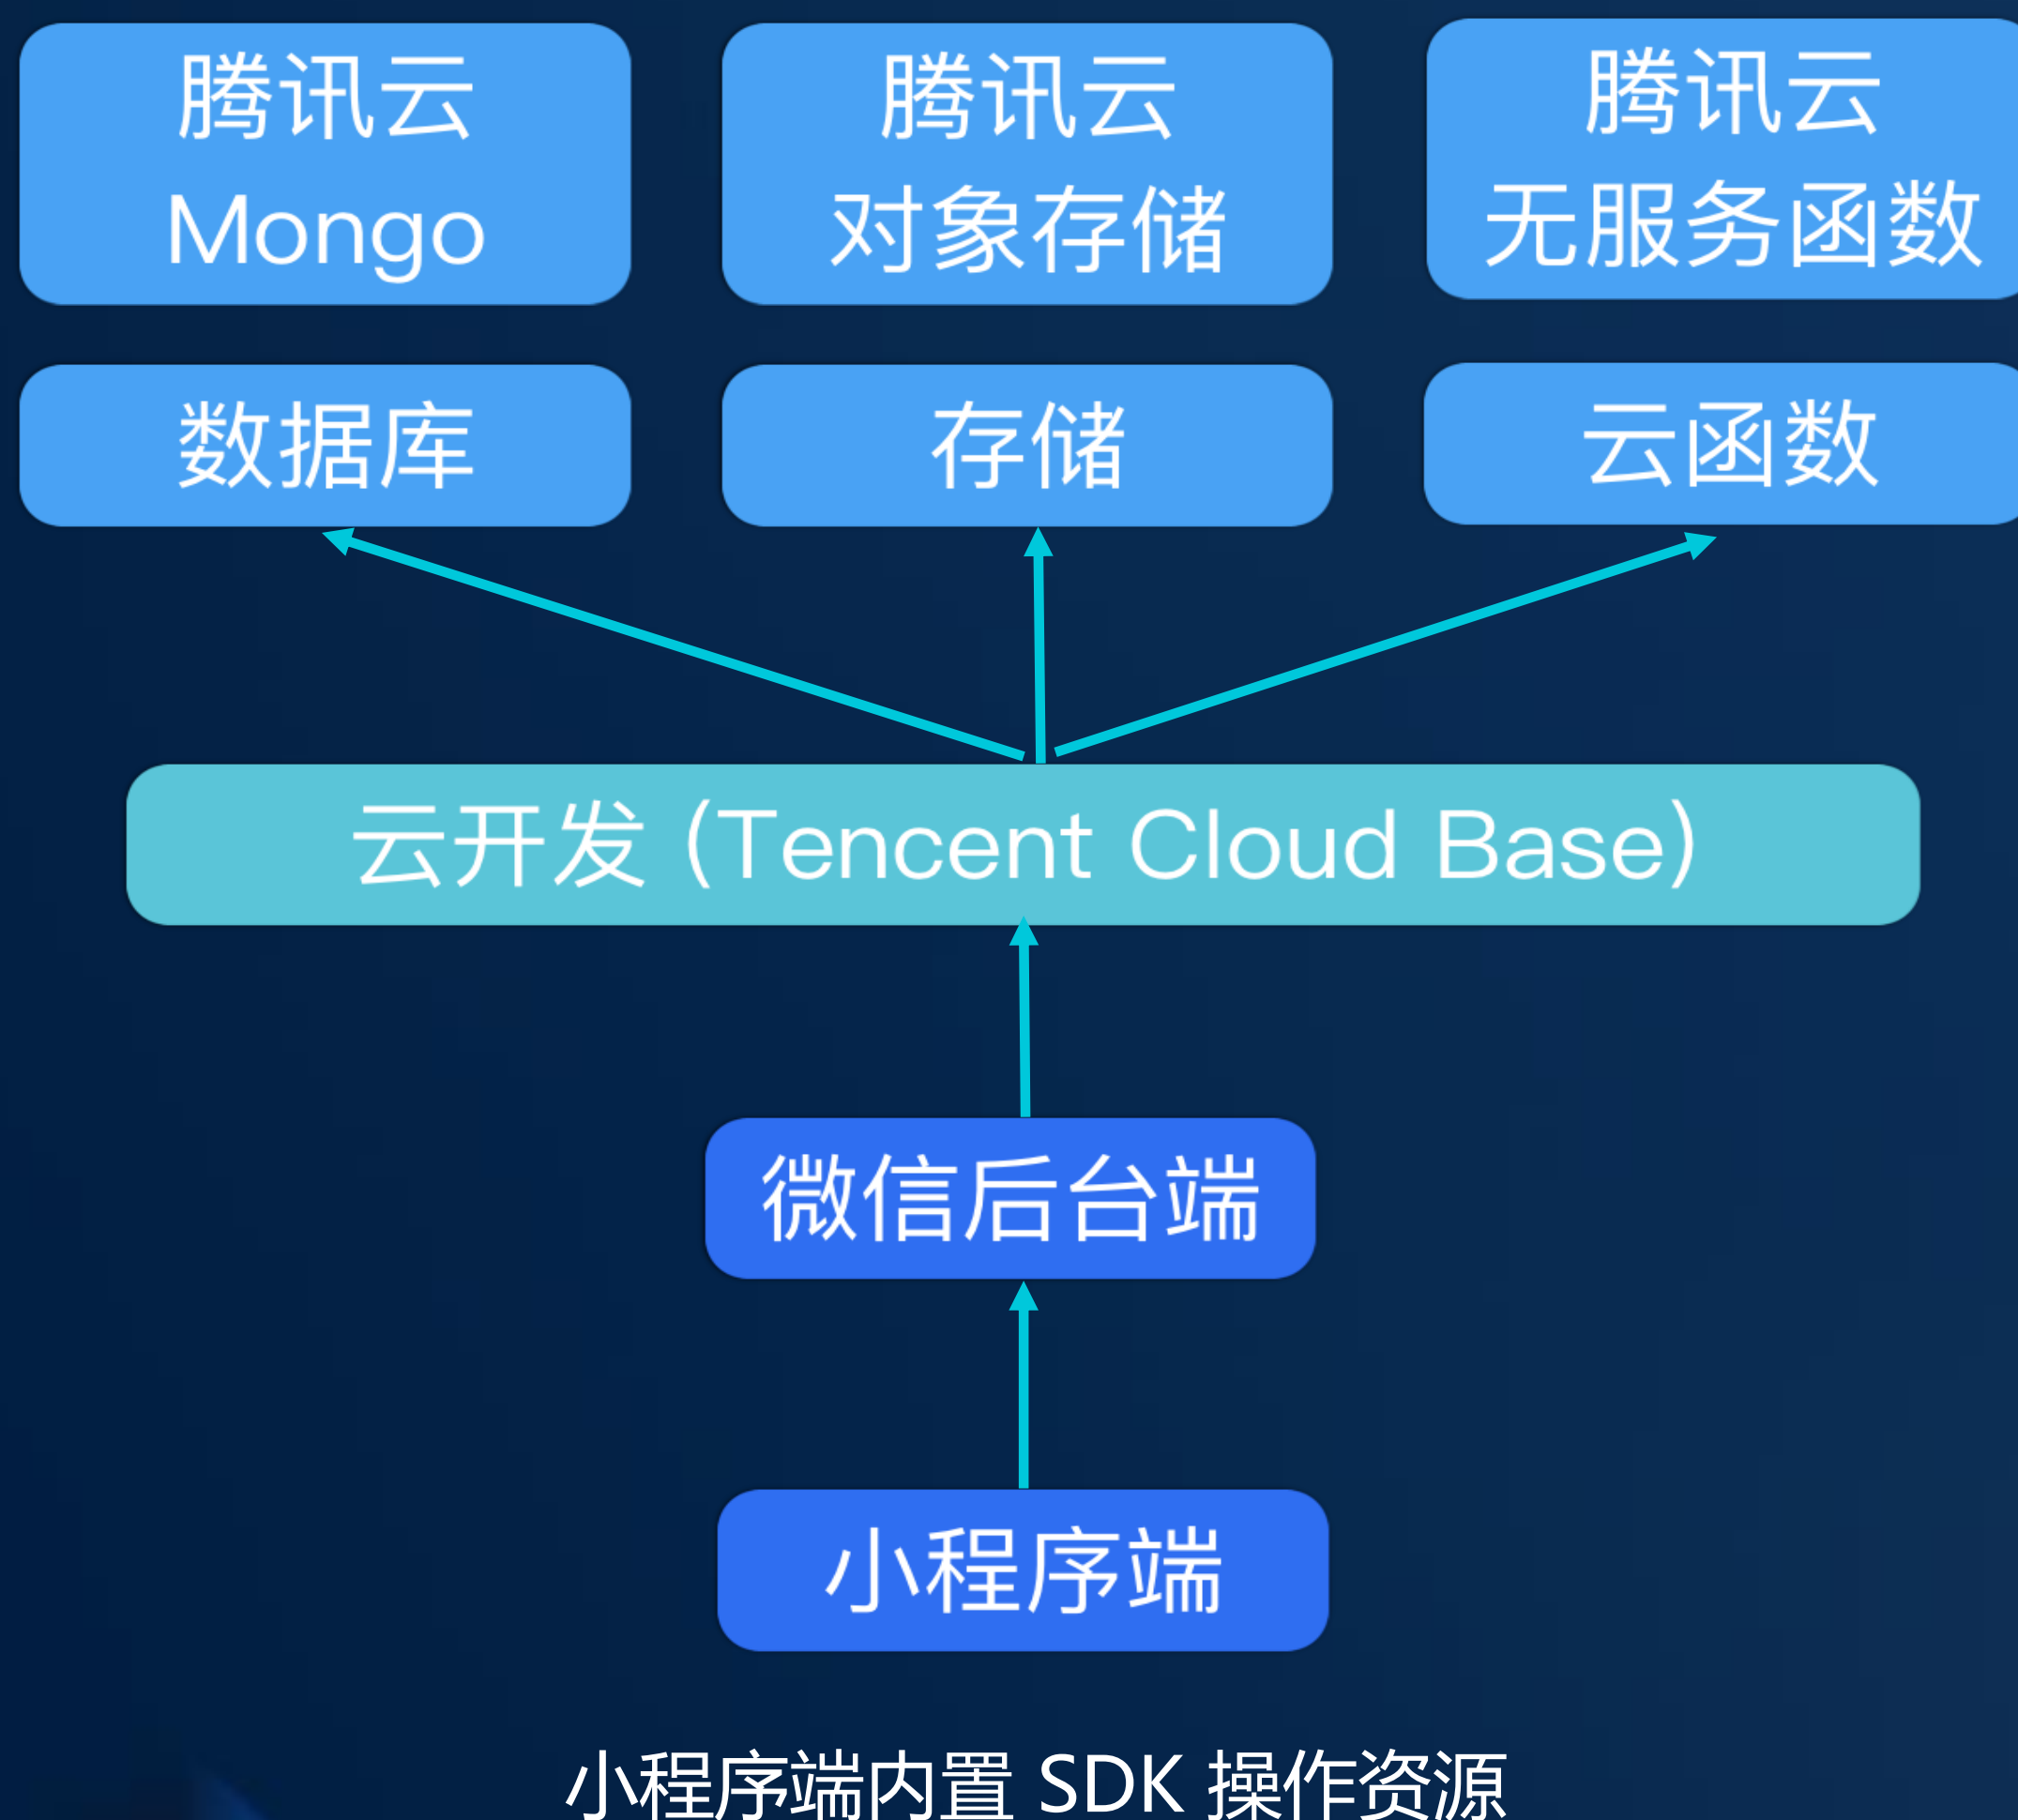 腾讯云
Mongo
腾讯云
对象存储
腾讯云
无服务函数
数据库
存储
云函数
云开发 (Tencent Cloud Base)
微信后台端
小程序端
小程序端内置 SDK 操作资源